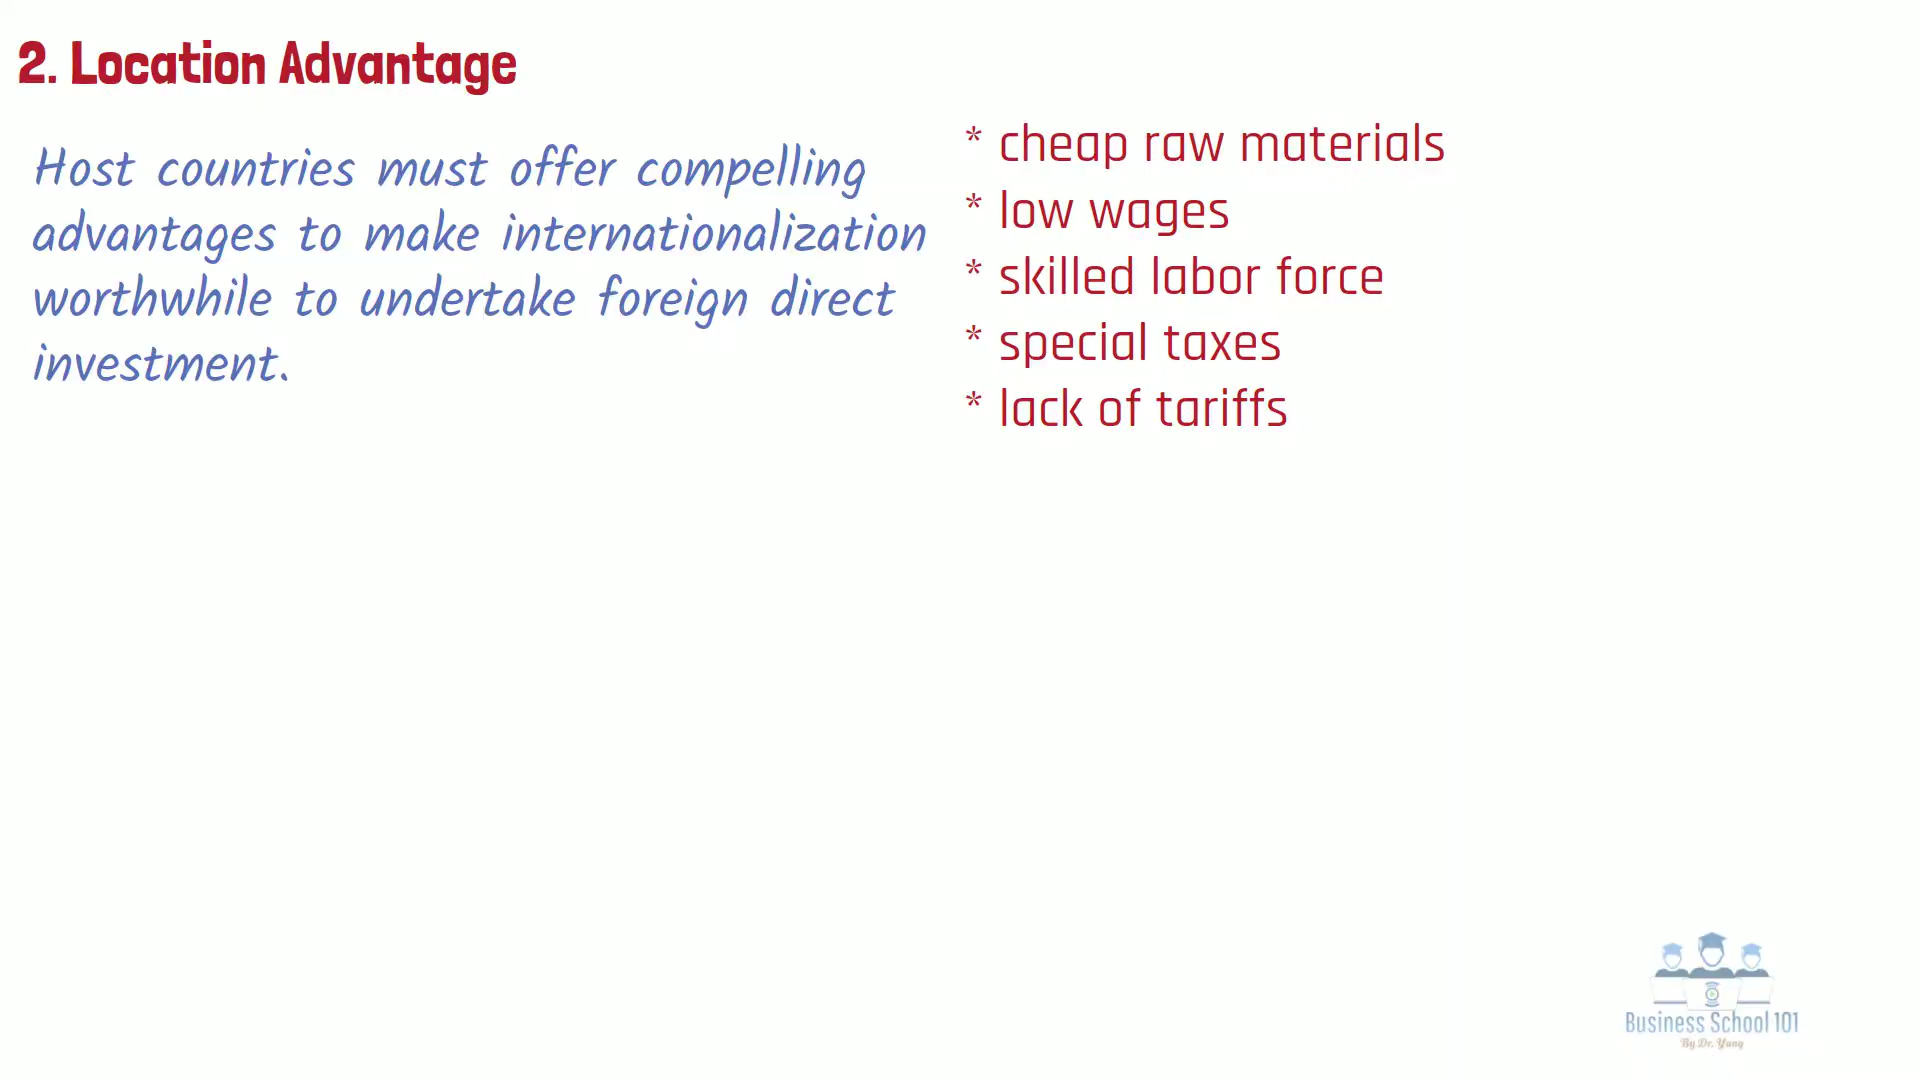 2. Location Advantage
Host countries must offer compelling
advantages to make internationalization
worthwhile to undertake foreign direct
investment.
* cheap raw materials
* low wages
* skilled labor force
* special taxes
* lack of tariffs
Business School 101
By Dr. Yang